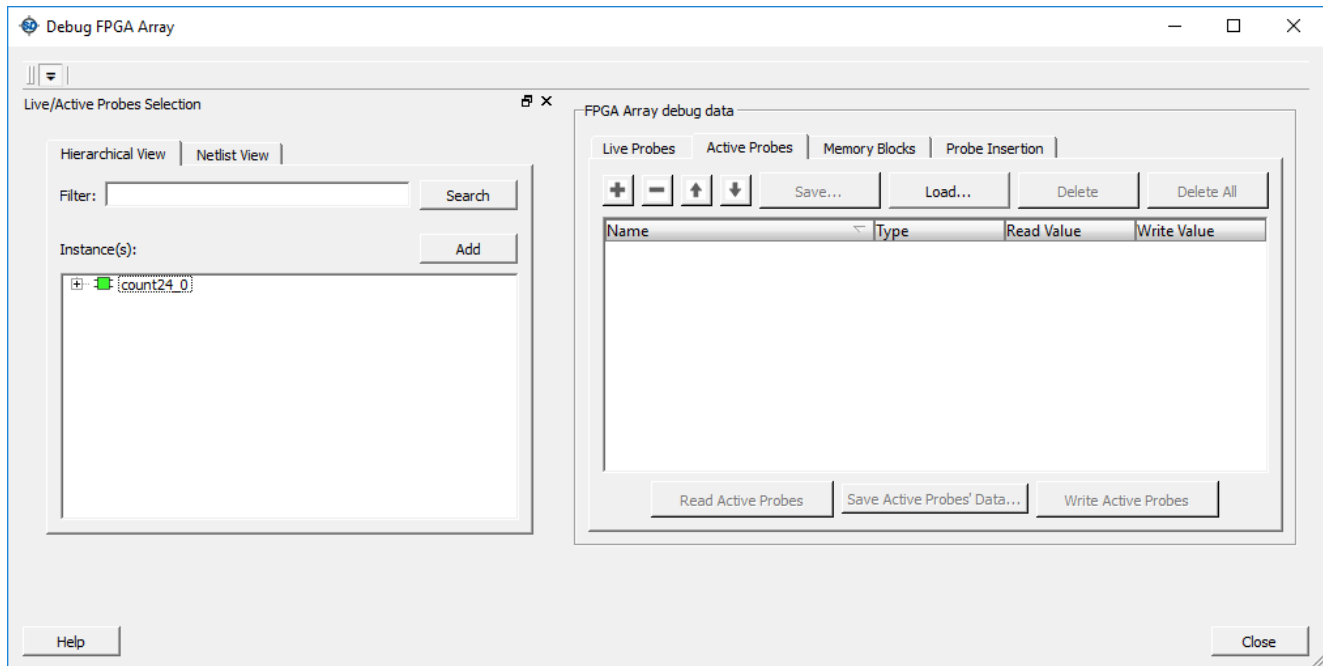 Debug FPGA Array
Live/Active Probes Selection
Hierarchical View
Netlist View
Filter:
Search
Instance(s):
Add
count24_0
FPGA Array debug data
Live Probes
Active Probes
Memory Blocks
Probe Insertion
Save...
Load...
Delete
Delete All
Name
Type
Read Value
Write Value
Read Active Probes
Save Active Probes' Data...
Write Active Probes
Help
Close